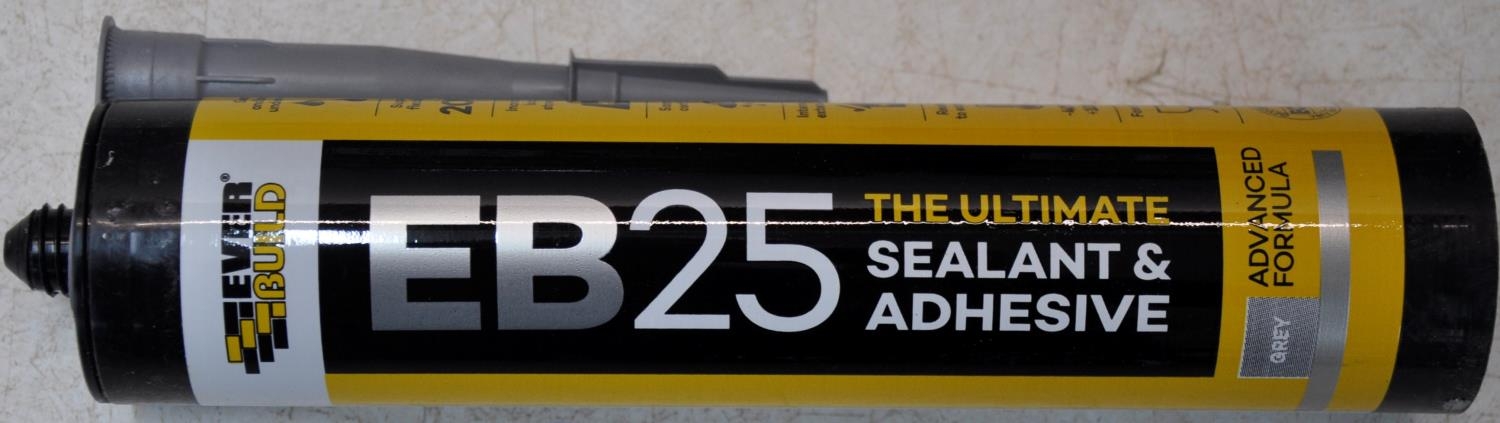 EVER®
BUILD
EB25
THE ULTIMATE
SEALANT &
ADHESIVE
ADVANCED
FORMULA
GREY